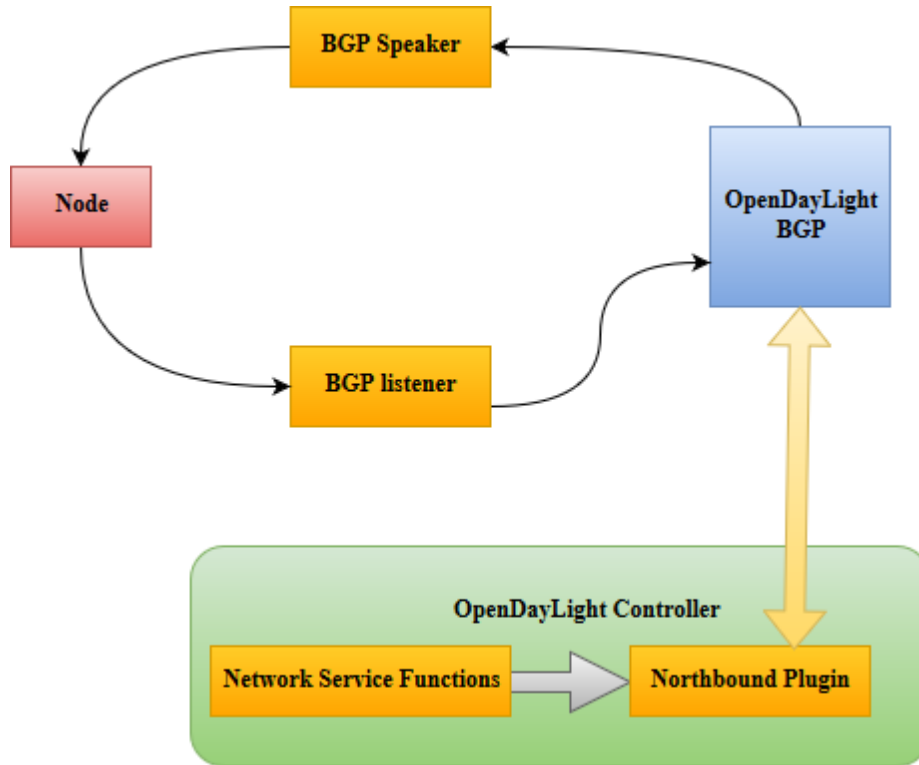 BGP Speaker
Node
OpenDayLight
BGP
BGP listener
OpenDayLight Controller
Network Service Functions
Northbound Plugin